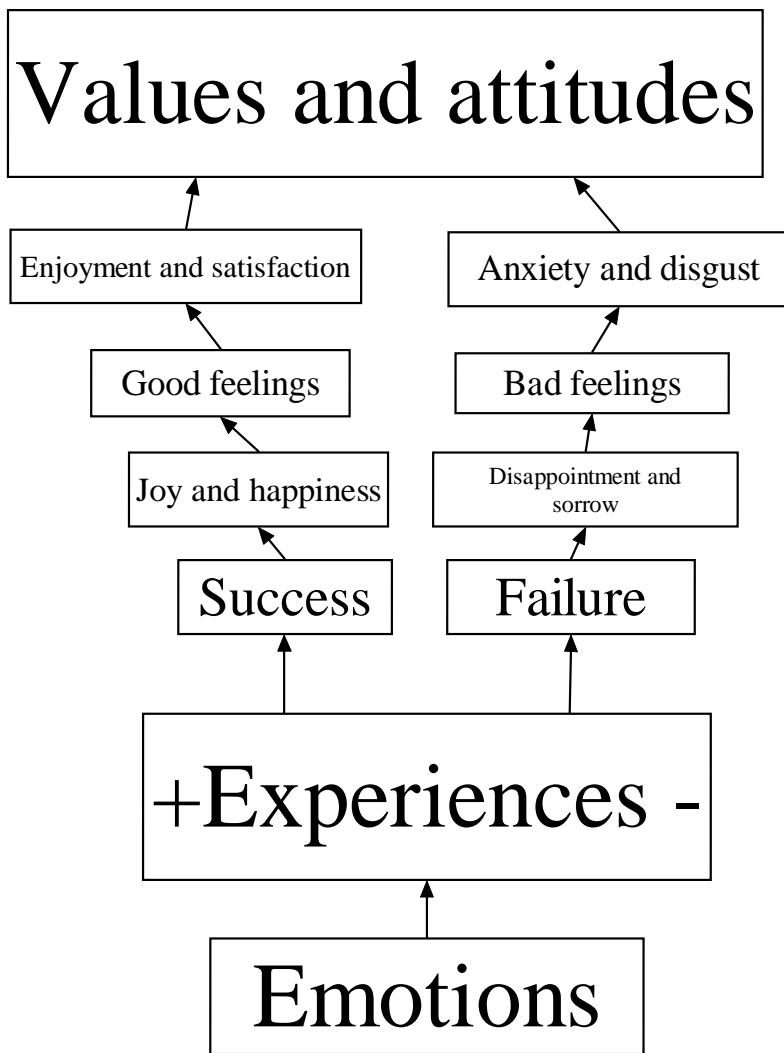 Values and attitudes
Enjoyment and satisfaction
Anxiety and disgust
Good feelings
Bad feelings
Joy and happiness
Disappointment and
sorrow
Success
Failure
+Experiences -
Emotions